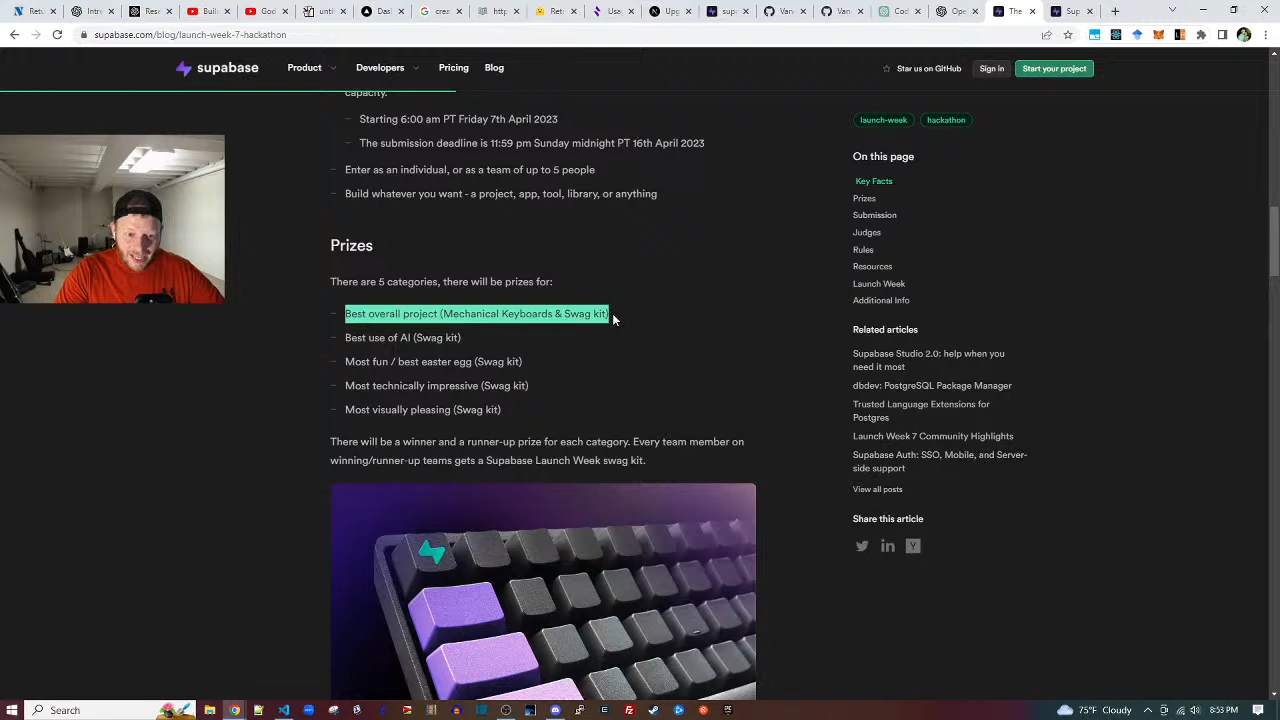 supabase.com/blog/launch-week-7-hackathon
supabase
Product
Developers
Pricing
Blog
Star us on GitHub
Sign in
Start your project
capacity.
Starting 6:00 am PT Friday 7th April 2023
The submission deadline is 11:59 pm Sunday midnight PT 16th April 2023
Enter as an individual, or as a team of up to 5 people
Build whatever you want - a project, app, tool, library, or anything
Prizes
There are 5 categories, there will be prizes for:
Best overall project (Mechanical Keyboards & Swag kit)
Best use of AI (Swag kit)
Most fun / best easter egg (Swag kit)
Most technically impressive (Swag kit)
Most visually pleasing (Swag kit)
There will be a winner and a runner-up prize for each category. Every team member on
winning/runner-up teams gets a Supabase Launch Week swag kit.
launch-week
hackathon
On this page
Key Facts
Prizes
Submission
Judges
Rules
Resources
Launch Week
Additional Info
Related articles
Supabase Studio 2.0: help when you
need it most
dbdev: PostgreSQL Package Manager
Trusted Language Extensions for
Postgres
Launch Week 7 Community Highlights
Supabase Auth: SSO, Mobile, and Server-
side support
View all posts
Share this article
Search
75°F Cloudy
8:53 PM